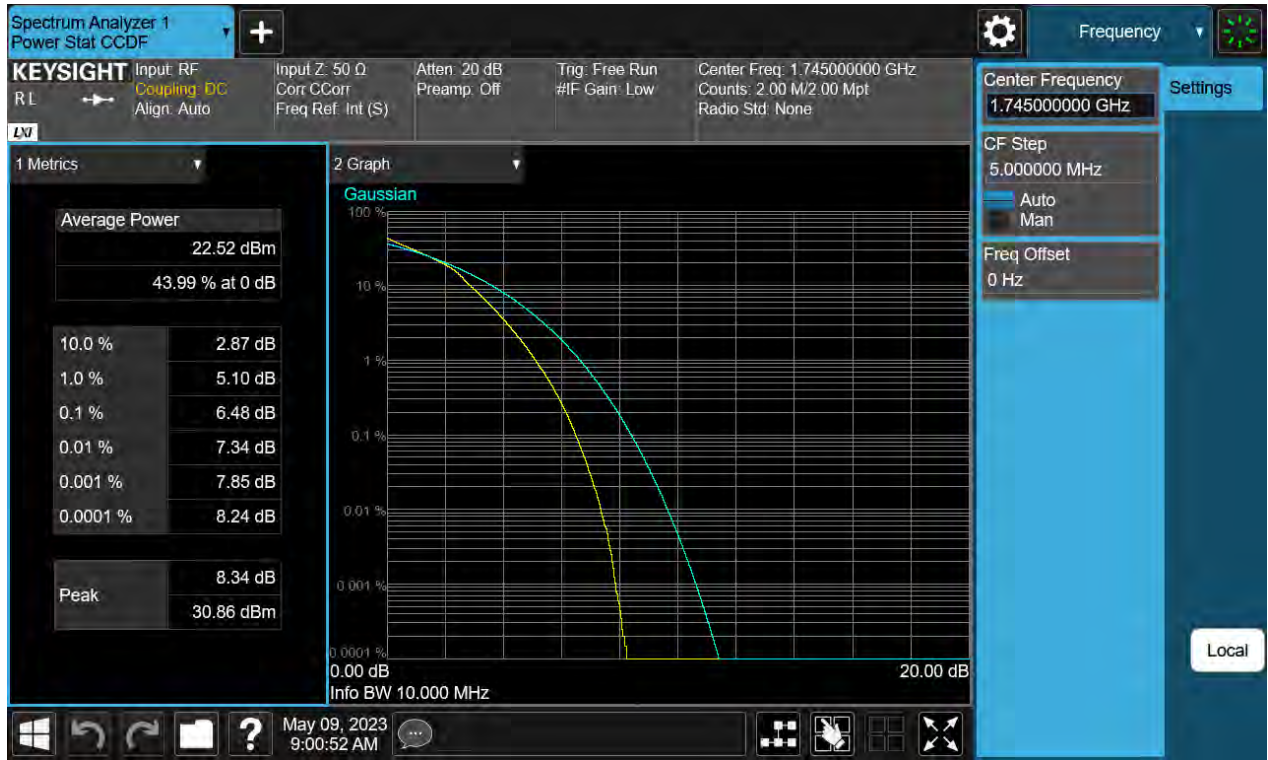 Spectrum Analyzer 1
Power Stat CCDF
Frequency
KEYSIGHT
RL
LXI
Input: RF
Coupling: DC
Align: Auto
Input Z: 50 Ω
Corr CCorr
Freq Ref: Int (S)
Atten: 20 dB
Preamp: Off
Trig: Free Run
#IF Gain: Low
Center Freq: 1.745000000 GHz
Counts: 2.00 M/2.00 Mpt
Radio Std: None
Center Frequency
1.745000000 GHz
Settings
CF Step
5.000000 MHz
Auto
Man
Freq Offset
0 Hz
1 Metrics
Average Power
22.52 dBm
43.99 % at 0 dB
10.0 % 2.87 dB
1.0 % 5.10 dB
0.1 % 6.48 dB
0.01 % 7.34 dB
0.001 % 7.85 dB
0.0001 % 8.24 dB
Peak
8.34 dB
30.86 dBm
2 Graph
Gaussian
100 %
10 %
1 %
0.1 %
0.01 %
0.001 %
0.0001 %
0.00 dB
20.00 dB
Info BW 10.000 MHz
Local
?
May 09, 2023
9:00:52 AM